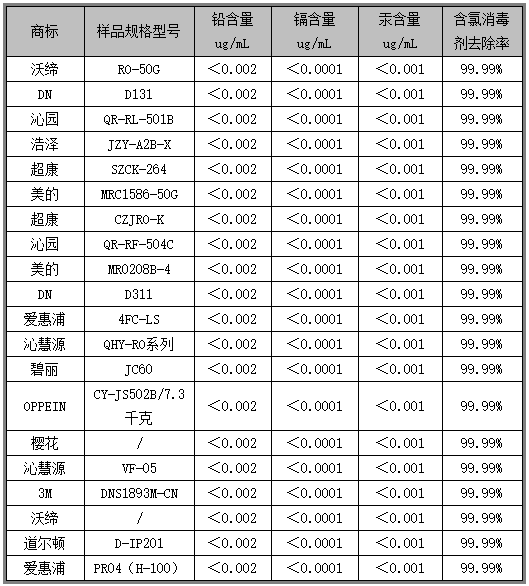 商标 样品规格型号 铅含量 ug/mL 镉含量 ug/mL 汞含量 ug/mL 含氯消毒剂去除率
沃缔 RO-50G ＜0.002 ＜0.0001 ＜0.001 99.99%
DN D131 ＜0.002 ＜0.0001 ＜0.001 99.99%
沁园 QR-RL-501B ＜0.002 ＜0.0001 ＜0.001 99.99%
浩泽 JZY-A2B-X ＜0.002 ＜0.0001 ＜0.001 99.99%
超康 SZCK-264 ＜0.002 ＜0.0001 ＜0.001 99.99%
美的 MRC1586-50G ＜0.002 ＜0.0001 ＜0.001 99.99%
超康 CZJRO-K ＜0.002 ＜0.0001 ＜0.001 99.99%
沁园 QR-RF-504C ＜0.002 ＜0.0001 ＜0.001 99.99%
美的 MRO208B-4 ＜0.002 ＜0.0001 ＜0.001 99.99%
DN D311 ＜0.002 ＜0.0001 ＜0.001 99.99%
爱惠浦 4FC-LS ＜0.002 ＜0.0001 ＜0.001 99.99%
沁慧源 QHY-RO系列 ＜0.002 ＜0.0001 ＜0.001 99.99%
碧丽 JC60 ＜0.002 ＜0.0001 ＜0.001 99.99%
OPPEIN CY-JS502B/7.3千克 ＜0.002 ＜0.0001 ＜0.001 99.99%
樱花 / ＜0.002 ＜0.0001 ＜0.001 99.99%
沁慧源 VF-05 ＜0.002 ＜0.0001 ＜0.001 99.99%
3M DNS1893M-CN ＜0.002 ＜0.0001 ＜0.001 99.99%
沃缔 / ＜0.002 ＜0.0001 ＜0.001 99.99%
道尔顿 D-IP201 ＜0.002 ＜0.0001 ＜0.001 99.99%
爱惠浦 PRO4（H-100） ＜0.002 ＜0.0001 ＜0.001 99.99%